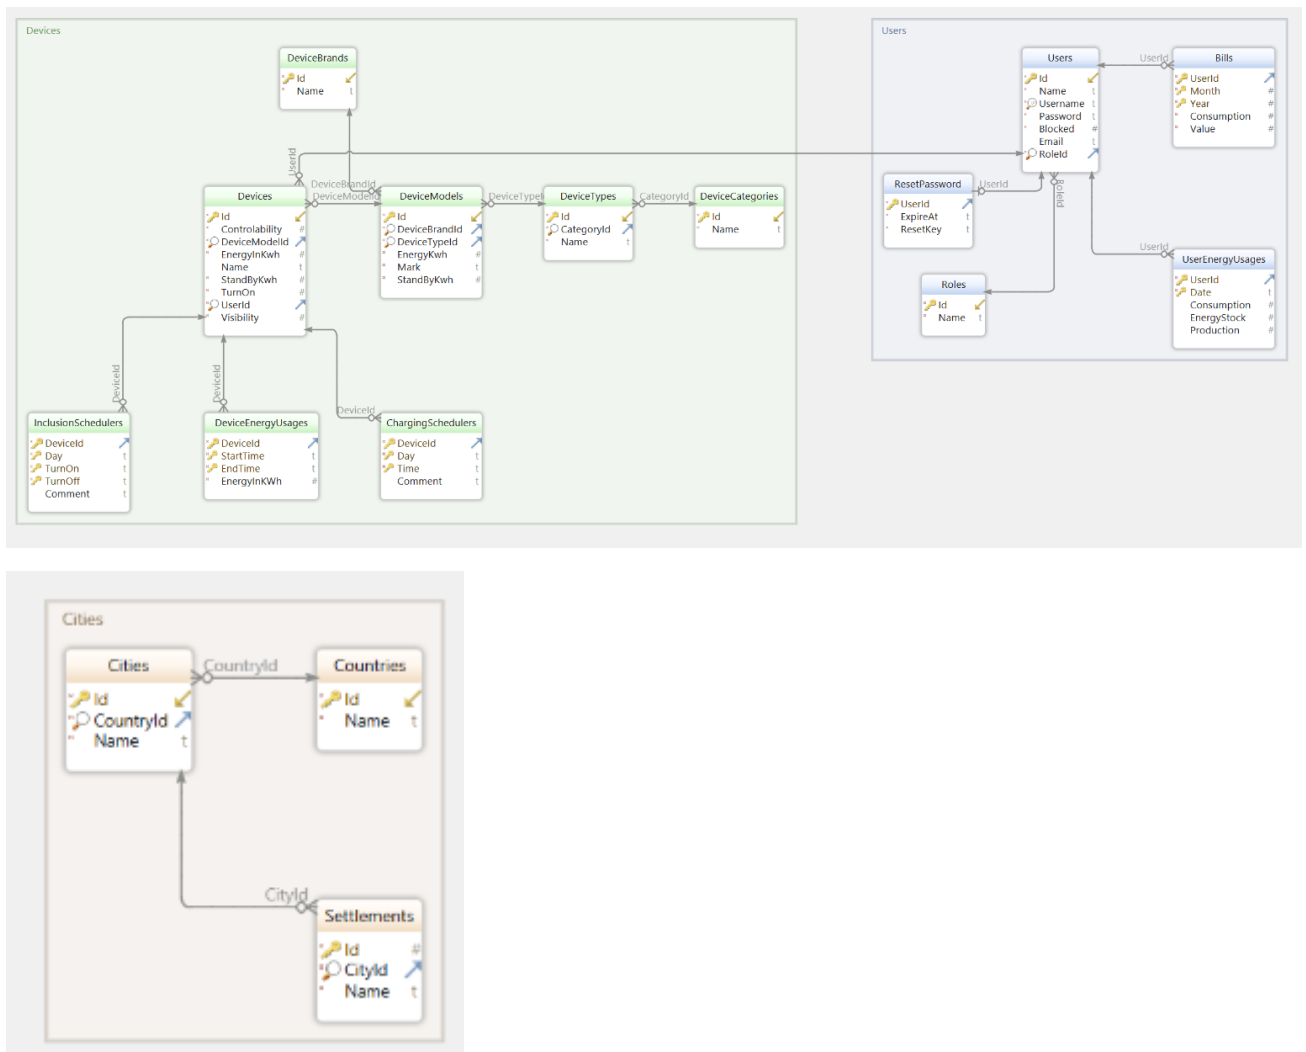 Devices
DeviceBrands
Id
Name t
UserId
DeviceBrandId
DeviceModelId
Devices
Id
Controlability #
DeviceModelId
EnergyInKwh #
Name t
StandByKwh #
TurnOn #
UserId
Visibility #
DeviceModels
Id
DeviceBrandId
DeviceTypeId
EnergyKwh #
Mark t
StandByKwh #
DeviceTypeI
DeviceTypes
Id
CategoryId
Name t
CategoryId
DeviceCategories
Id
Name t
DeviceId
InclusionSchedulers
DeviceId
Day t
TurnOn t
TurnOff t
Comment t
DeviceId
DeviceEnergyUsages
DeviceId
StartTime t
EndTime t
EnergyInKWh #
DeviceId
ChargingSchedulers
DeviceId
Day t
Time t
Comment t
Users
Users
Id
Name t
Username t
Password t
Blocked #
Email t
RoleId
UserId
Bills
UserId
Month #
Year #
Consumption #
Value #
ResetPassword
UserId
ExpireAt t
ResetKey t
UserId
RoleId
Roles
Id
Name t
UserId
UserEnergyUsages
UserId
Date t
Consumption #
EnergyStock #
Production #
Cities
Cities
Id
CountryId
Name t
CountryId
Countries
Id
Name t
CityId
Settlements
Id #
CityId
Name t